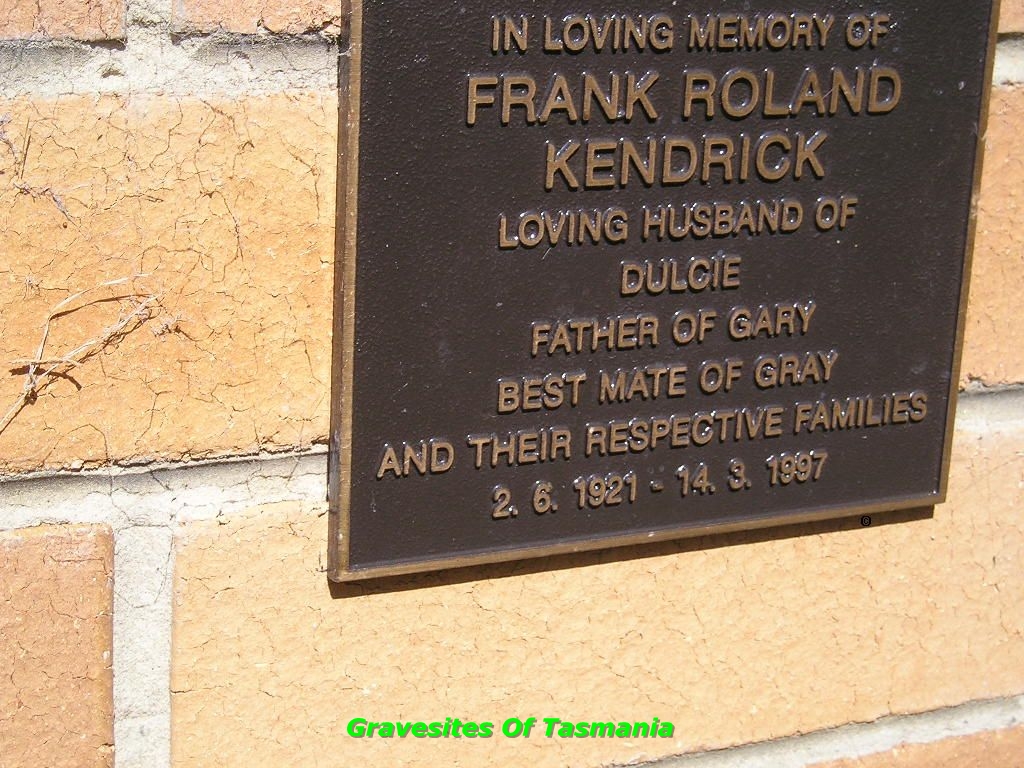 IN LOVING MEMORY OF
FRANK ROLAND
KENDRICK
LOVING HUSBAND OF
DULCIE
FATHER OF GARY
BEST MATE OF GRAY
AND THEIR RESPECTIVE FAMILIES
2. 6. 1921 - 14. 3. 1997
Gravesites Of Tasmania